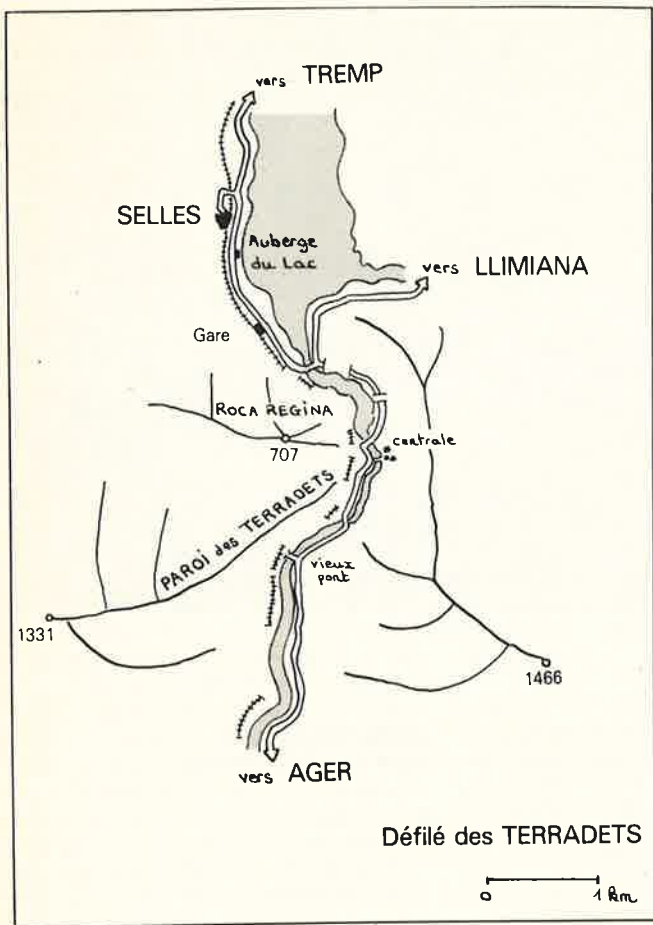 vers TREMP
SELLES
Auberge
du Lac
vers LLIMIANA
Gare
ROCA REGINA
707
centrale
PAROI des TERRADETS
vieux
pont
1331
1466
vers AGER
Défilé des TERRADETS
0 1 km